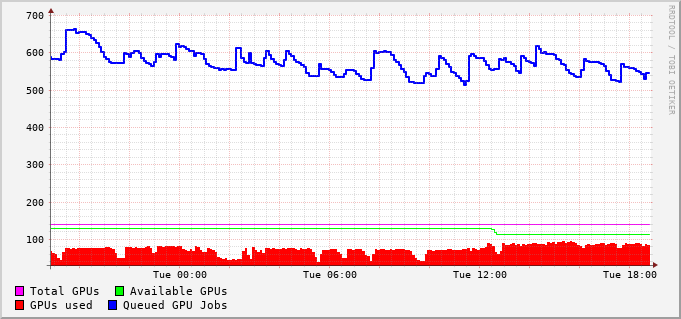 700
600
500
400
300
200
100
Tue 00:00 Tue 06:00 Tue 12:00 Tue 18:00
Total GPUs Available GPUs
GPUs used Queued GPU Jobs
RRDTOOL / TOBI OETIKER